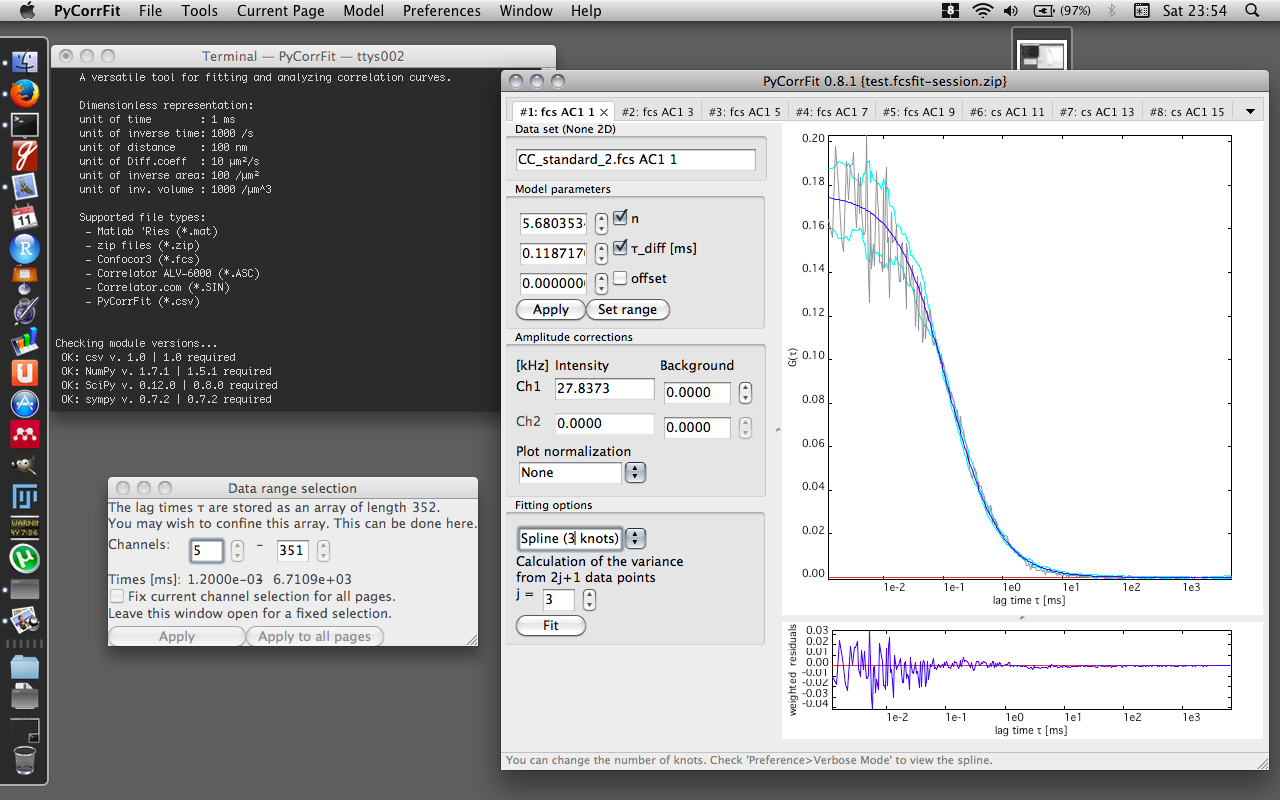 PyCorrFit File Tools Current Page Model Preferences Window Help 8 (97%) Sat 23:54
Terminal — PyCorrFit — ttys002
A versatile tool for fitting and analyzing correlation curves.
Dimensionless representation:
unit of time : 1 ms
unit of inverse time: 1000 /s
unit of distance : 100 nm
unit of Diff.coeff : 10 µm²/s
unit of inverse area: 100 /µm²
unit of inv. volume : 1000 /µm^3
Supported file types:
- Matlab 'Ries (*.mat)
- zip files (*.zip)
- Confocor3 (*.fcs)
- Correlator ALV-6000 (*.ASC)
- Correlator.com (*.SIN)
- PyCorrFit (*.csv)
Checking module versions...
OK: csv v. 1.0 | 1.0 required
OK: NumPy v. 1.7.1 | 1.5.1 required
OK: SciPy v. 0.12.0 | 0.8.0 required
OK: sympy v. 0.7.2 | 0.7.2 required
Data range selection
The lag times τ are stored as an array of length 352.
You may wish to confine this array. This can be done here.
Channels: 5 – 351
Times [ms]: 1.2000e-03 6.7109e+03
Fix current channel selection for all pages.
Leave this window open for a fixed selection.
Apply Apply to all pages
PyCorrFit 0.8.1 {test.fcsfit-session.zip}
#1: fcs AC1 1 #2: fcs AC1 3 #3: fcs AC1 5 #4: fcs AC1 7 #5: fcs AC1 9 #6: cs AC1 11 #7: cs AC1 13 #8: cs AC1 15
Data set (None 2D)
CC_standard_2.fcs AC1 1
Model parameters
5.680353 n
0.118717 τ_diff [ms]
0.000000 offset
Apply Set range
Amplitude corrections
[kHz] Intensity Background
Ch1 27.8373 0.0000
Ch2 0.0000 0.0000
Plot normalization
None
Fitting options
Spline (3 knots)
Calculation of the variance
from 2j+1 data points
j = 3
Fit
0.20
0.18
0.16
0.14
0.12
0.10
0.08
0.06
0.04
0.02
0.00
G(τ)
1e-2 1e-1 1e0 1e1 1e2 1e3
lag time τ [ms]
0.03
0.02
0.01
0.00
-0.01
-0.02
-0.03
-0.04
weighted residuals
1e-2 1e-1 1e0 1e1 1e2 1e3
lag time τ [ms]
You can change the number of knots. Check 'Preference>Verbose Mode' to view the spline.
11
R